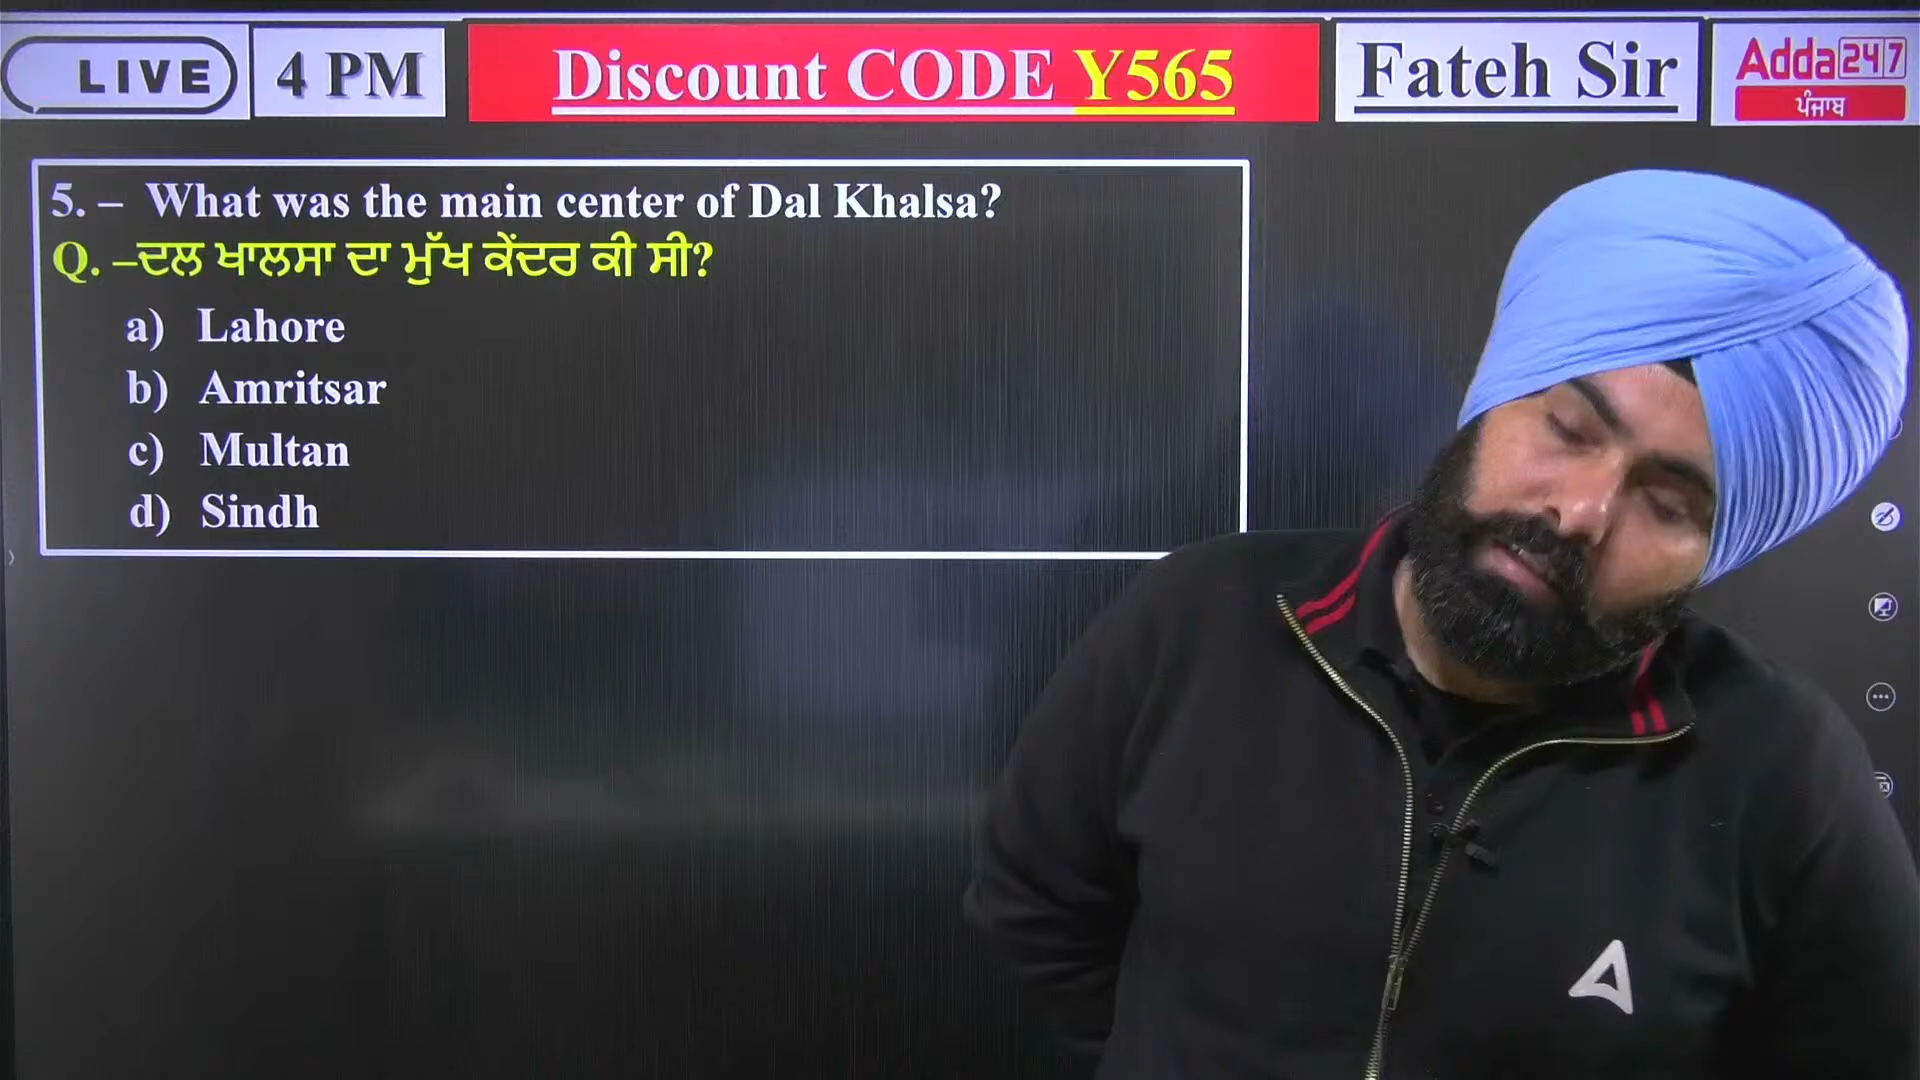 LIVE
4 PM
Discount CODE Y565
Fateh Sir
Adda247
ਪੰਜਾਬ
5. – What was the main center of Dal Khalsa?
Q. –ਦਲ ਖਾਲਸਾ ਦਾ ਮੁੱਖ ਕੇਂਦਰ ਕੀ ਸੀ?
a) Lahore
b) Amritsar
c) Multan
d) Sindh